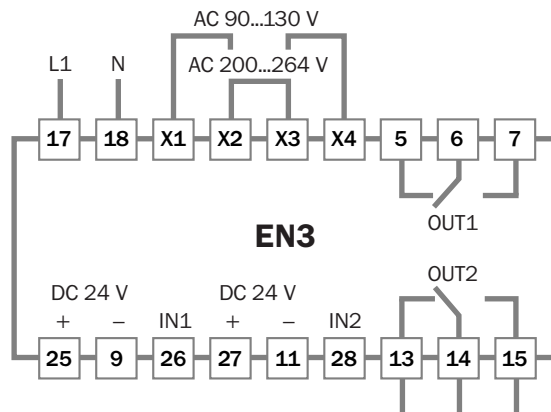 AC 90...130 V
L1 N AC 200...264 V
17 18 X1 X2 X3 X4 5 6 7
OUT1
EN3
OUT2
DC 24 V DC 24 V
+ – IN1 + – IN2
25 9 26 27 11 28 13 14 15